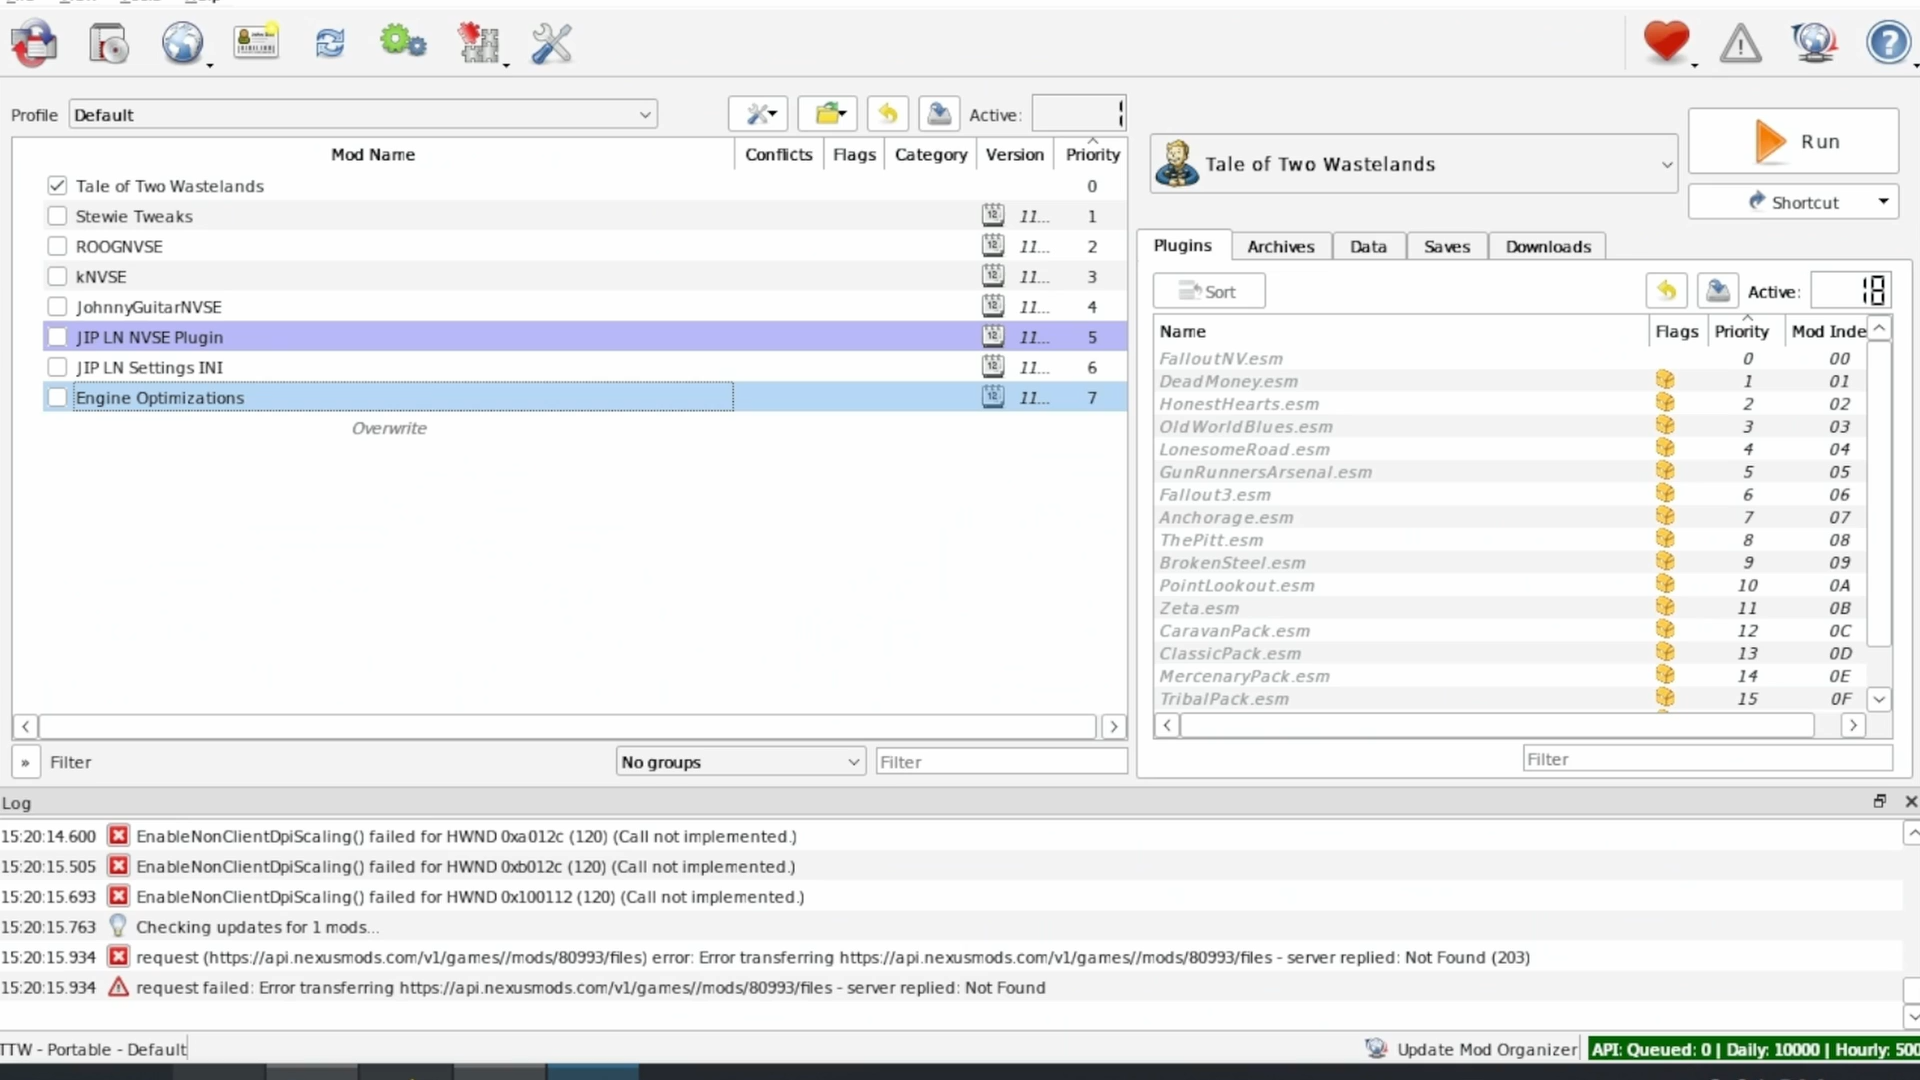 Profile Default Active:
Mod Name Conflicts Flags Category Version Priority
Tale of Two Wastelands 0
Stewie Tweaks 11... 1
ROOGNVSE 11... 2
kNVSE 11... 3
JohnnyGuitarNVSE 11... 4
JIP LN NVSE Plugin 11... 5
JIP LN Settings INI 11... 6
Engine Optimizations 11... 7
Overwrite
» Filter No groups Filter
Tale of Two Wastelands
Run
Shortcut
Plugins Archives Data Saves Downloads
Sort Active:
Name Flags Priority Mod Inde
FalloutNV.esm 0 00
DeadMoney.esm 1 01
HonestHearts.esm 2 02
OldWorldBlues.esm 3 03
LonesomeRoad.esm 4 04
GunRunnersArsenal.esm 5 05
Fallout3.esm 6 06
Anchorage.esm 7 07
ThePitt.esm 8 08
BrokenSteel.esm 9 09
PointLookout.esm 10 0A
Zeta.esm 11 0B
CaravanPack.esm 12 0C
ClassicPack.esm 13 0D
MercenaryPack.esm 14 0E
TribalPack.esm 15 0F
Filter
Log
15:20:14.600 EnableNonClientDpiScaling() failed for HWND 0xa012c (120) (Call not implemented.)
15:20:15.505 EnableNonClientDpiScaling() failed for HWND 0xb012c (120) (Call not implemented.)
15:20:15.693 EnableNonClientDpiScaling() failed for HWND 0x100112 (120) (Call not implemented.)
15:20:15.763 Checking updates for 1 mods...
15:20:15.934 request (https://api.nexusmods.com/v1/games//mods/80993/files) error: Error transferring https://api.nexusmods.com/v1/games//mods/80993/files - server replied: Not Found (203)
15:20:15.934 request failed: Error transferring https://api.nexusmods.com/v1/games//mods/80993/files - server replied: Not Found
TTW - Portable - Default Update Mod Organizer API: Queued: 0 | Daily: 10000 | Hourly: 500